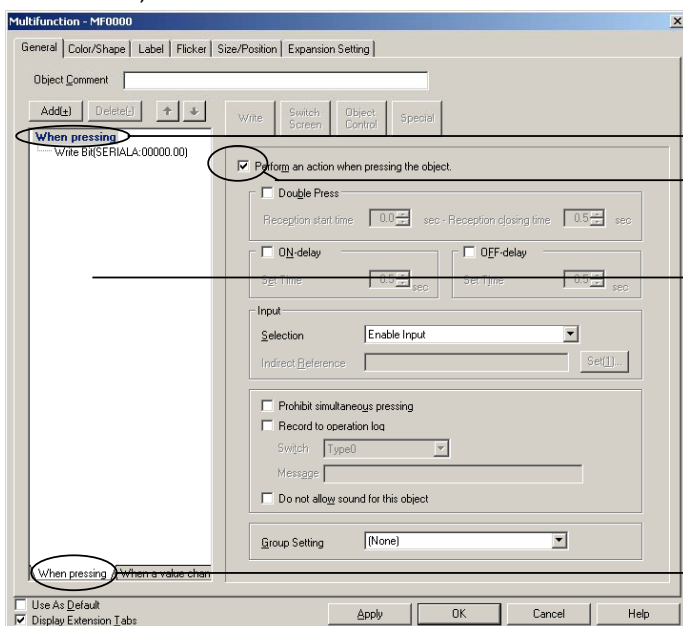 Multifunction - MF0000
General Color/Shape Label Flicker Size/Position Expansion Setting
Object Comment
Add(+) Delete(-) Write Switch Screen Object Control Special
When pressing
Write Bit(SERIALA:00000.00)
Perform an action when pressing the object.
Double Press
Reception start time 0.0 sec - Reception closing time 0.5 sec
ON-delay OFF-delay
Set Time 0.5 sec Set Time 0.5 sec
Input
Selection Enable Input
Indirect Reference Set(1)...
Prohibit simultaneous pressing
Record to operation log
Switch Type0
Message
Do not allow sound for this object
Group Setting (None)
When pressing When a value chan
Use As Default
Display Extension Tabs
Apply OK Cancel Help